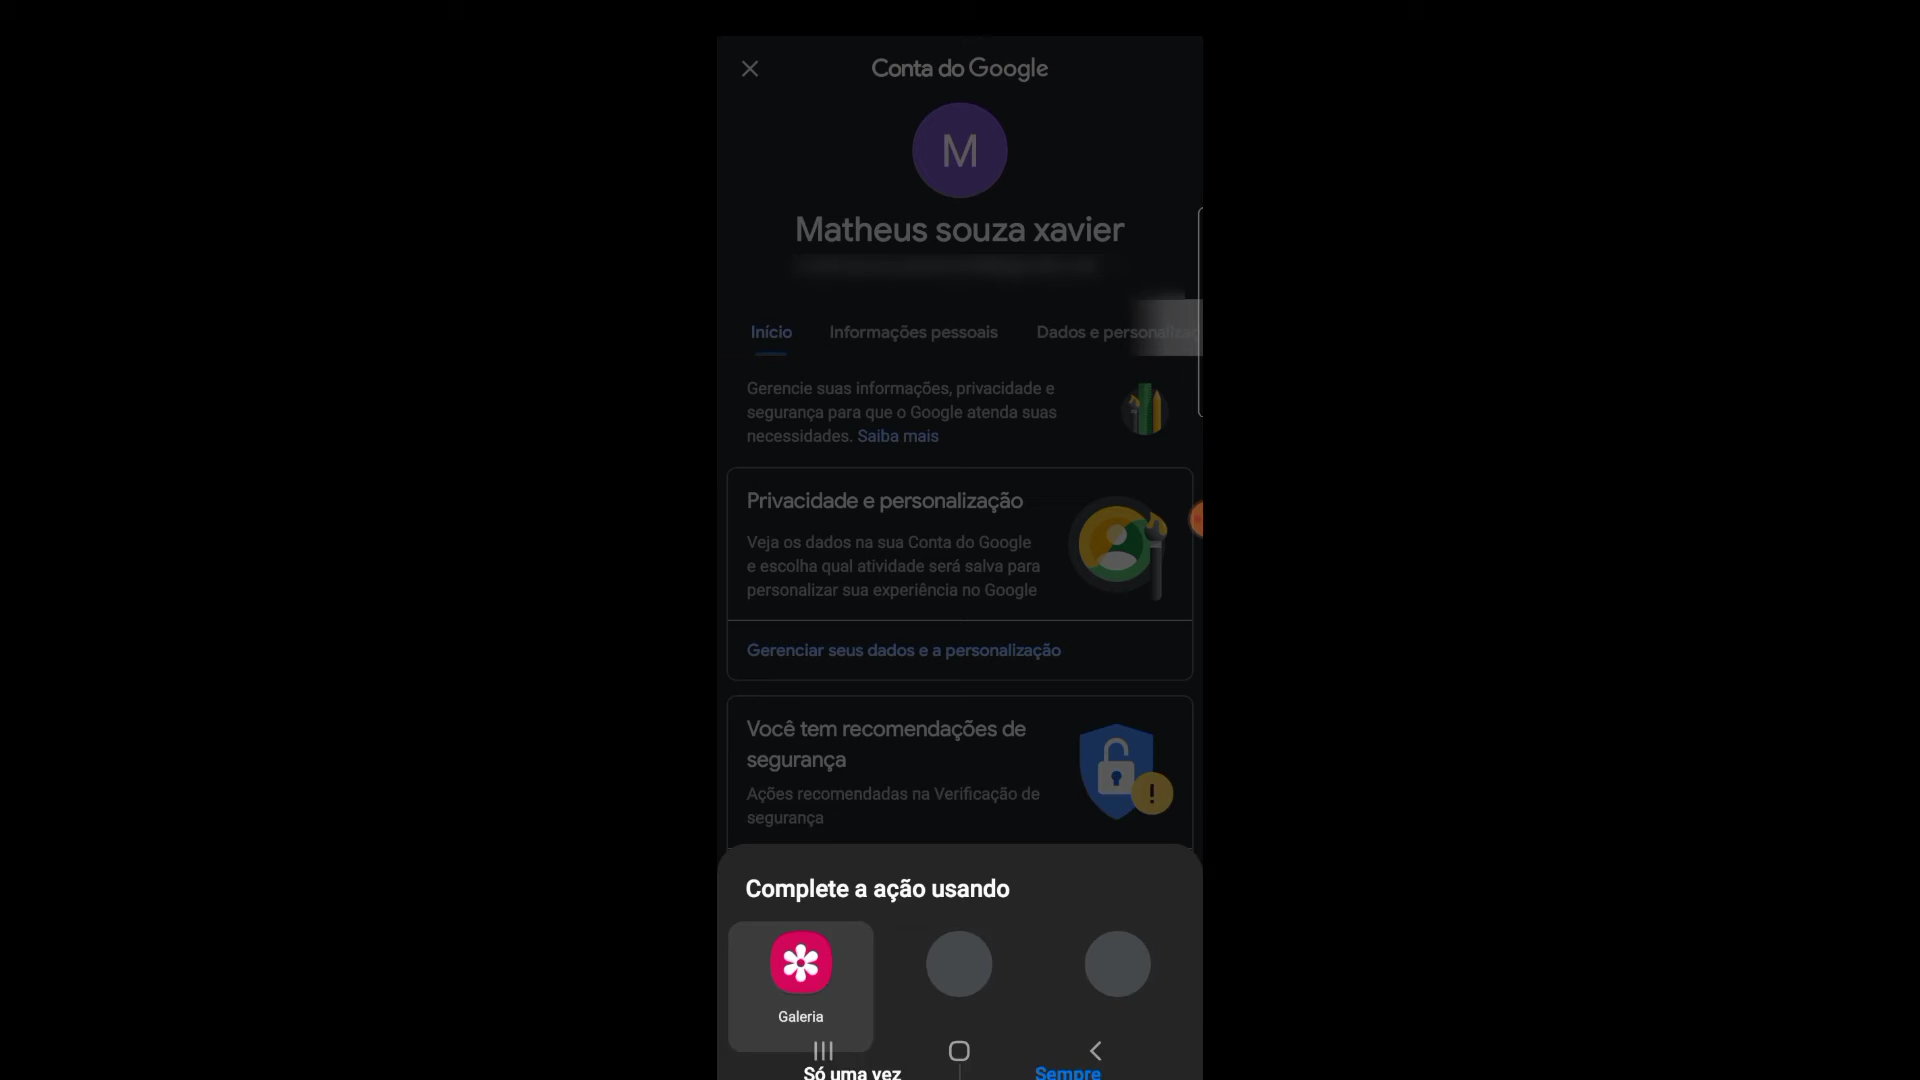 Conta do Google
M
Matheus souza xavier
Início Informações pessoais Dados e personalizaç
Gerencie suas informações, privacidade e
segurança para que o Google atenda suas
necessidades. Saiba mais
Privacidade e personalização
Veja os dados na sua Conta do Google
e escolha qual atividade será salva para
personalizar sua experiência no Google
Gerenciar seus dados e a personalização
Você tem recomendações de
segurança
Ações recomendadas na Verificação de
segurança
Complete a ação usando
Galeria
Só uma vez Sempre